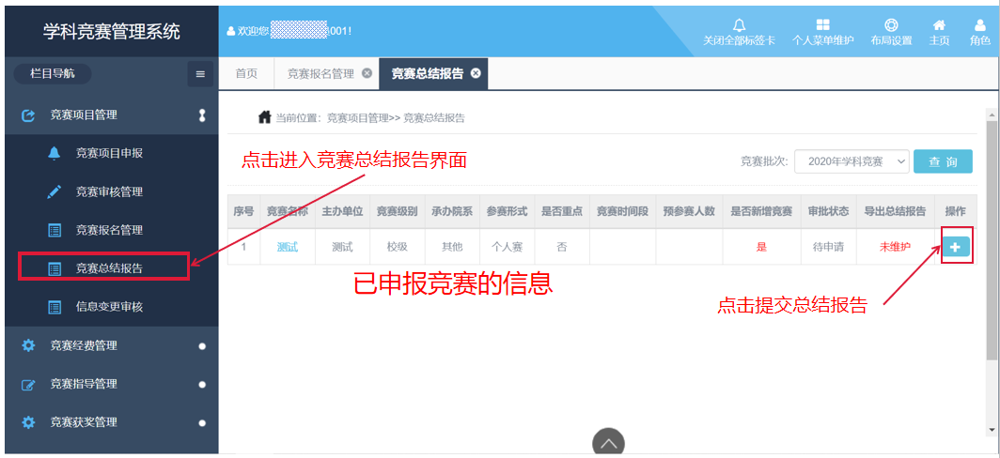 学科竞赛管理系统
欢迎您 001!
关闭全部标签卡 个人菜单维护 布局设置 主页 角色
栏目导航
首页 竞赛报名管理 竞赛总结报告
竞赛项目管理
当前位置: 竞赛项目管理>> 竞赛总结报告
竞赛项目申报
点击进入竞赛总结报告界面
竞赛批次: 2020年学科竞赛 查 询
竞赛审核管理
序号 竞赛名称 主办单位 竞赛级别 承办院系 参赛形式 是否重点 竞赛时间段 预参赛人数 是否新增竞赛 审批状态 导出总结报告 操作
竞赛报名管理
1 测试 测试 校级 其他 个人赛 否 是 待申请 未维护
竞赛总结报告
已申报竞赛的信息
点击提交总结报告
信息变更审核
竞赛经费管理
竞赛指导管理
竞赛获奖管理